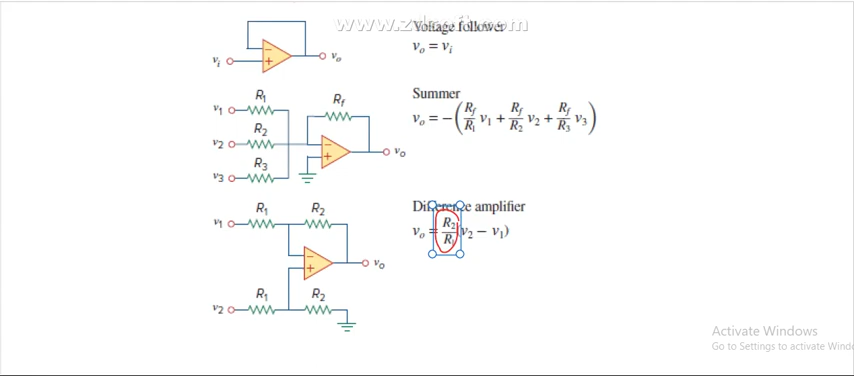 Voltage follower
vi
vo
vo = vi
R1
Rf
v1
R2
v2
R3
v3
vo
Summer
vo = −(Rf/R1 v1 + Rf/R2 v2 + Rf/R3 v3)
R1
R2
v1
vo
R1
R2
v2
Difference amplifier
vo = R2/R1 (v2 − v1)
Activate Windows
Go to Settings to activate Windo